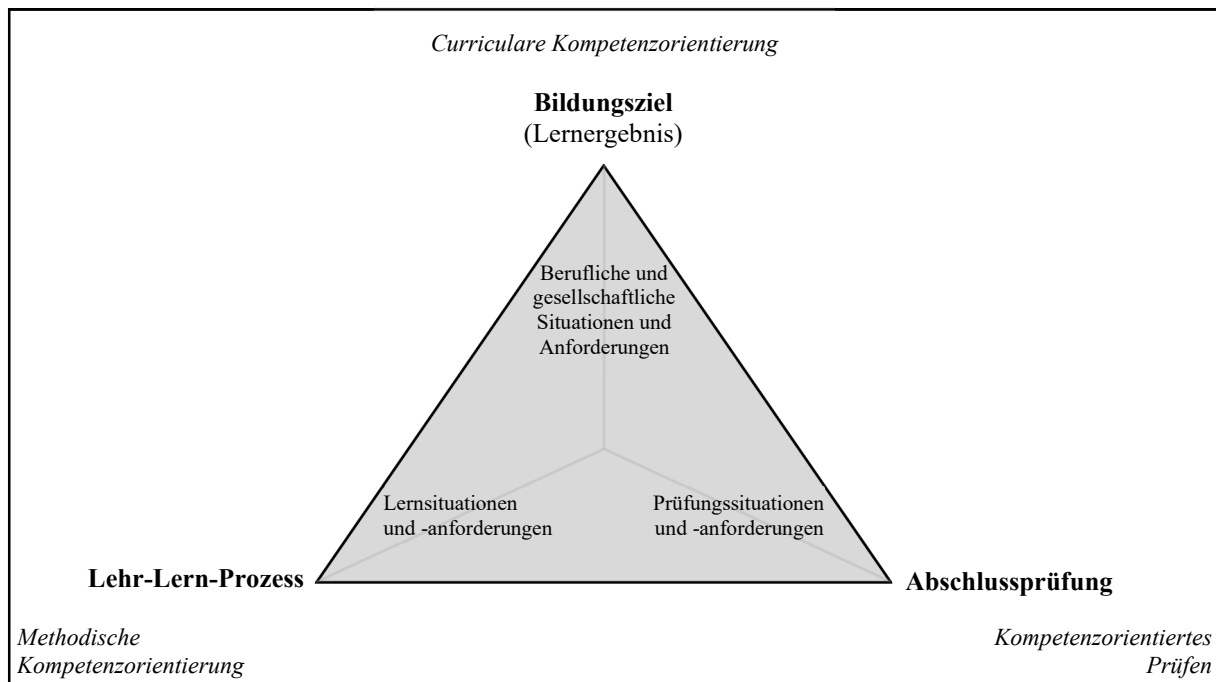 Curriculare Kompetenzorientierung
Bildungsziel
(Lernergebnis)
Berufliche und
gesellschaftliche
Situationen und
Anforderungen
Lernsituationen
und -anforderungen
Prüfungssituationen
und -anforderungen
Lehr-Lern-Prozess
Abschlussprüfung
Methodische
Kompetenzorientierung
Kompetenzorientiertes
Prüfen